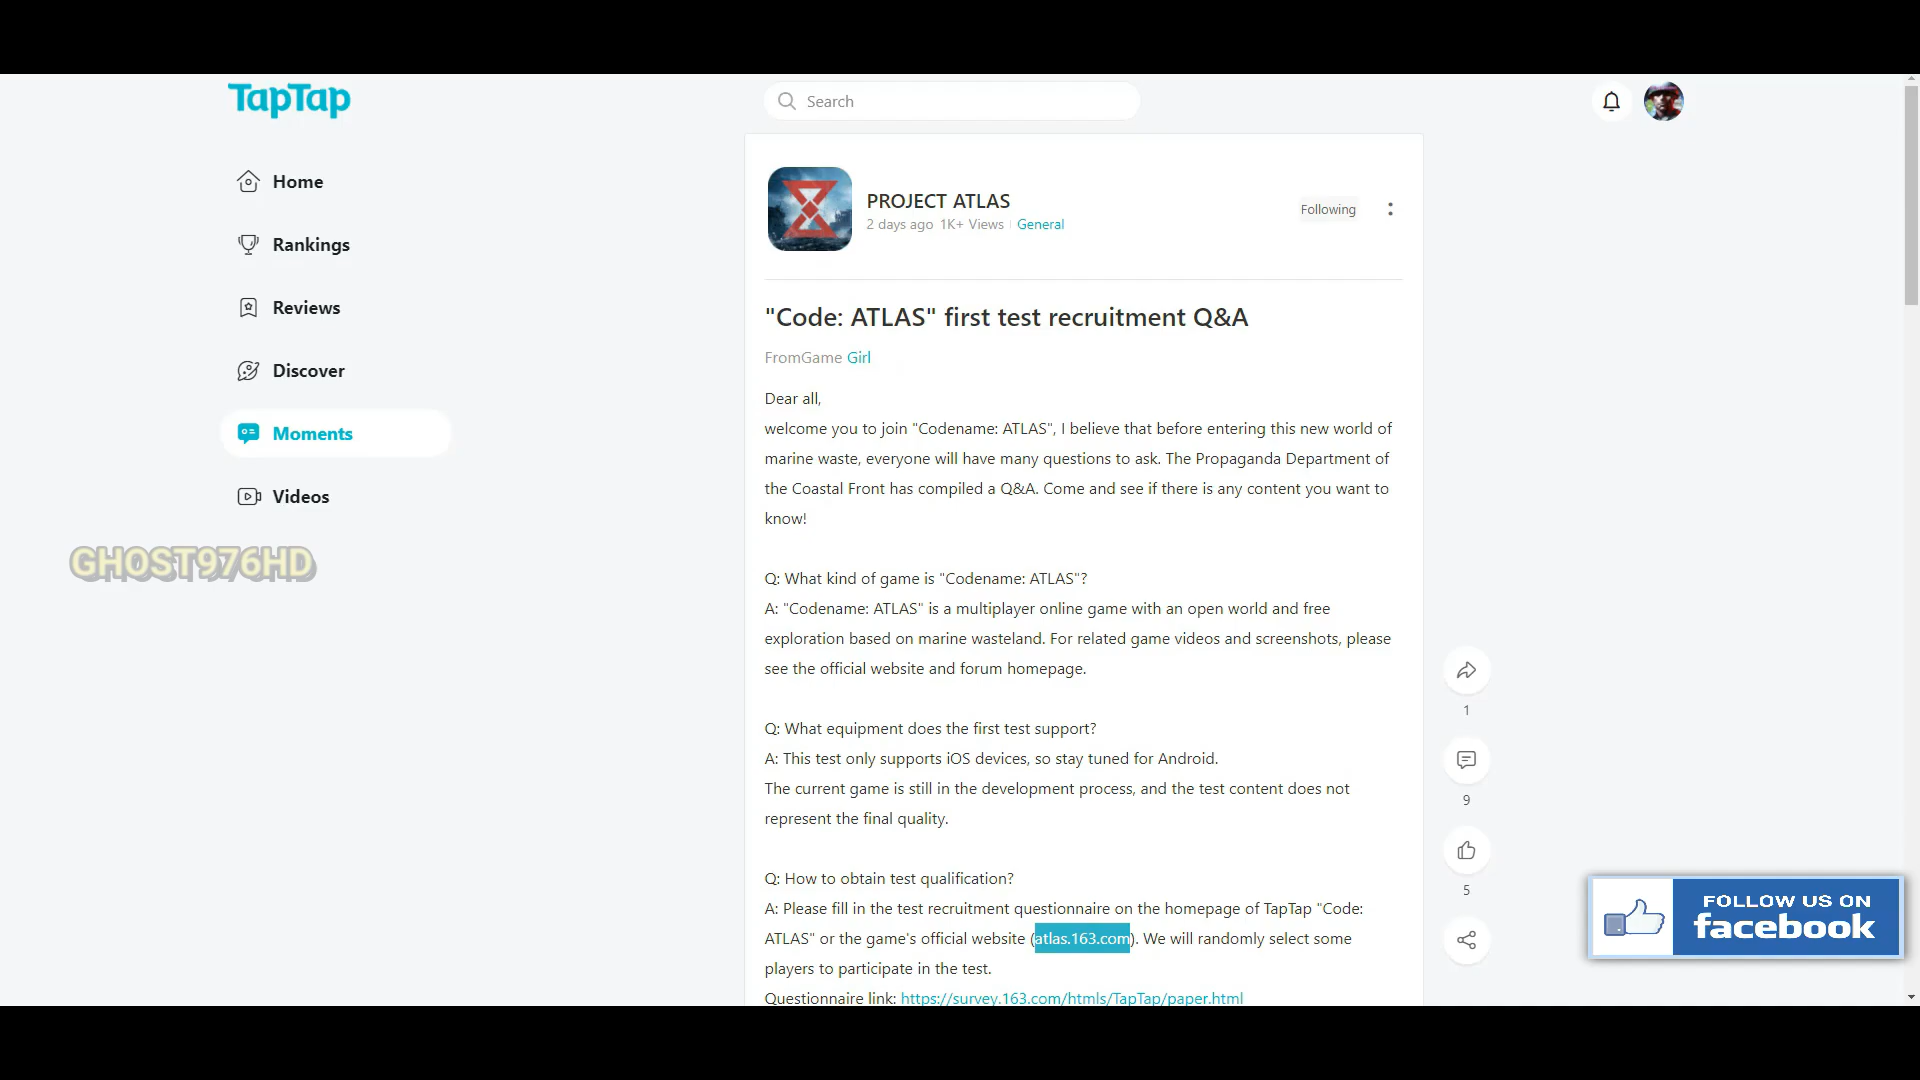 TapTap
Search
Home
Rankings
Reviews
Discover
Moments
Videos
GHOST976HD
PROJECT ATLAS
2 days ago 1K+ Views General
Following
"Code: ATLAS" first test recruitment Q&A
FromGame Girl
Dear all,
welcome you to join "Codename: ATLAS", I believe that before entering this new world of
marine waste, everyone will have many questions to ask. The Propaganda Department of
the Coastal Front has compiled a Q&A. Come and see if there is any content you want to
know!
Q: What kind of game is "Codename: ATLAS"?
A: "Codename: ATLAS" is a multiplayer online game with an open world and free
exploration based on marine wasteland. For related game videos and screenshots, please
see the official website and forum homepage.
Q: What equipment does the first test support?
A: This test only supports iOS devices, so stay tuned for Android.
The current game is still in the development process, and the test content does not
represent the final quality.
Q: How to obtain test qualification?
A: Please fill in the test recruitment questionnaire on the homepage of TapTap "Code:
ATLAS" or the game's official website (atlas.163.com). We will randomly select some
players to participate in the test.
Questionnaire link: https://survey.163.com/htmls/TapTap/paper.html
1
9
5
FOLLOW US ON
facebook